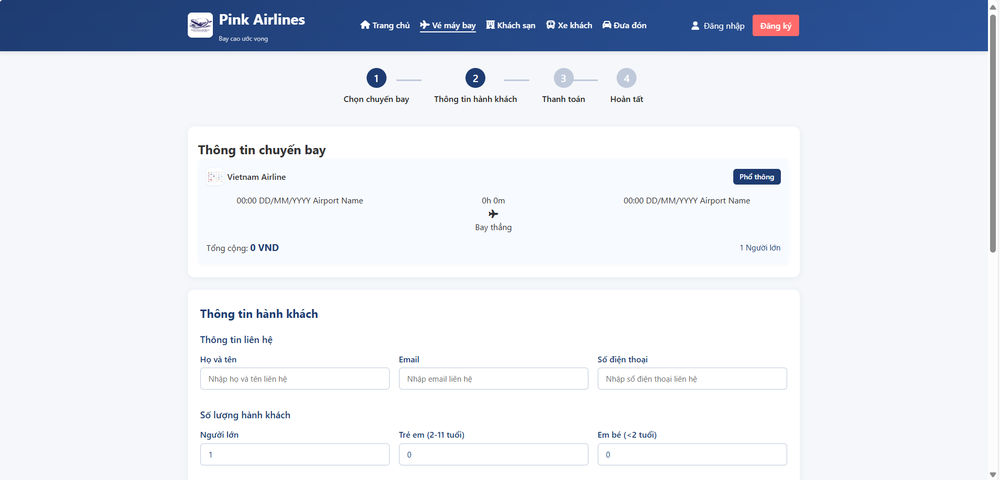 Pink Airlines
Bay cao ước vọng
Trang chủ
Vé máy bay
Khách sạn
Xe khách
Đưa đón
Đăng nhập
Đăng ký
1
2
3
4
Chọn chuyến bay
Thông tin hành khách
Thanh toán
Hoàn tất
Thông tin chuyến bay
Vietnam Airline
Phổ thông
00:00 DD/MM/YYYY Airport Name
0h 0m
00:00 DD/MM/YYYY Airport Name
Bay thẳng
Tổng cộng: 0 VND
1 Người lớn
Thông tin hành khách
Thông tin liên hệ
Họ và tên
Email
Số điện thoại
Nhập họ và tên liên hệ
Nhập email liên hệ
Nhập số điện thoại liên hệ
Số lượng hành khách
Người lớn
Trẻ em (2-11 tuổi)
Em bé (<2 tuổi)
1
0
0